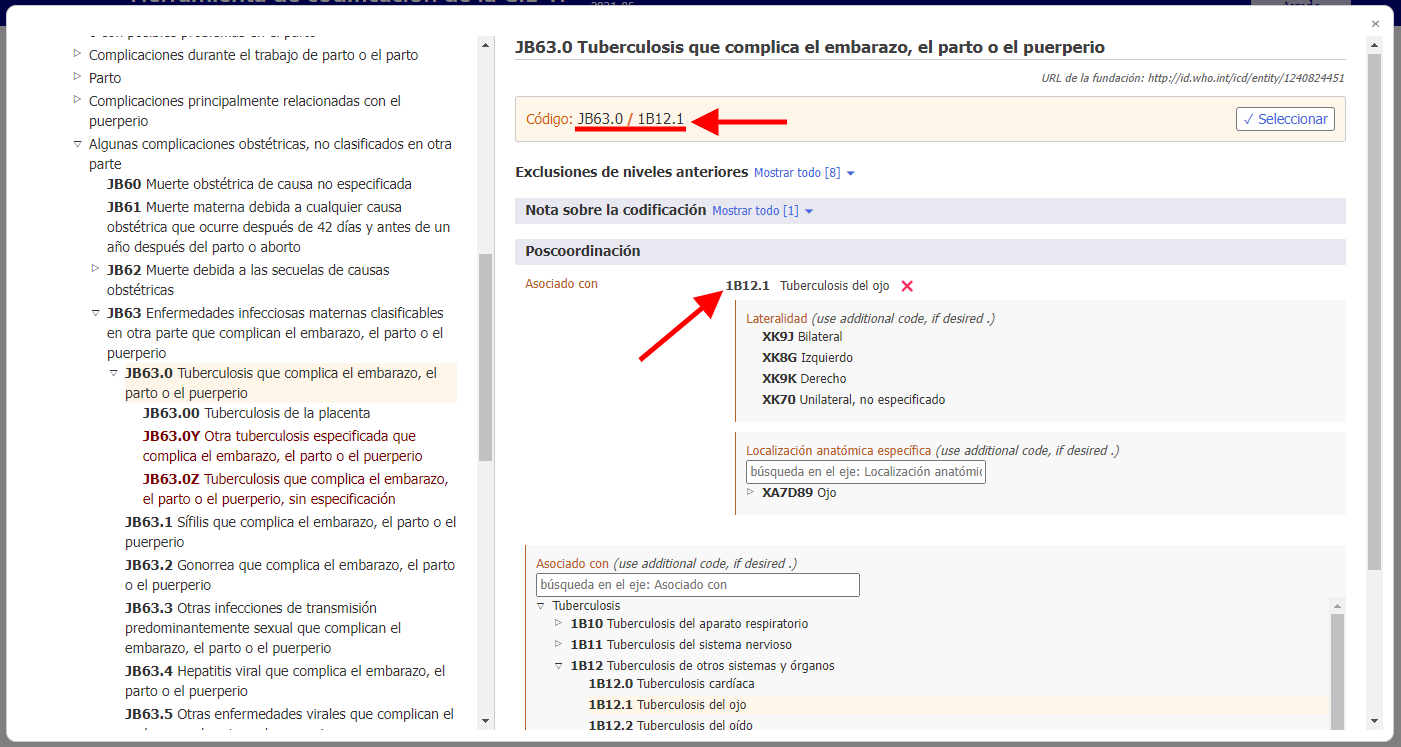 Herramienta de codificación de la CIE-11
2021-05
o con posibles problemas en el parto
Complicaciones durante el trabajo de parto o el parto
Parto
Complicaciones principalmente relacionadas con el
puerperio
Algunas complicaciones obstétricas, no clasificados en otra
parte
JB60 Muerte obstétrica de causa no especificada
JB61 Muerte materna debida a cualquier causa
obstétrica que ocurre después de 42 días y antes de un
año después del parto o aborto
JB62 Muerte debida a las secuelas de causas
obstétricas
JB63 Enfermedades infecciosas maternas clasificables
en otra parte que complican el embarazo, el parto o el
puerperio
JB63.0 Tuberculosis que complica el embarazo, el
parto o el puerperio
JB63.00 Tuberculosis de la placenta
JB63.0Y Otra tuberculosis especificada que
complica el embarazo, el parto o el puerperio
JB63.0Z Tuberculosis que complica el embarazo,
el parto o el puerperio, sin especificación
JB63.1 Sífilis que complica el embarazo, el parto o el
puerperio
JB63.2 Gonorrea que complica el embarazo, el parto
o el puerperio
JB63.3 Otras infecciones de transmisión
predominantemente sexual que complican el
embarazo, el parto o el puerperio
JB63.4 Hepatitis viral que complica el embarazo, el
parto o el puerperio
JB63.5 Otras enfermedades virales que complican el
JB63.0 Tuberculosis que complica el embarazo, el parto o el puerperio
URL de la fundación: http://id.who.int/icd/entity/1240824451
Código: JB63.0 / 1B12.1
✓ Seleccionar
Exclusiones de niveles anteriores Mostrar todo [8]
Nota sobre la codificación Mostrar todo [1]
Poscoordinación
Asociado con
1B12.1 Tuberculosis del ojo
Lateralidad (use additional code, if desired .)
XK9J Bilateral
XK8G Izquierdo
XK9K Derecho
XK70 Unilateral, no especificado
Localización anatómica específica (use additional code, if desired .)
búsqueda en el eje: Localización anatómic
XA7D89 Ojo
Asociado con (use additional code, if desired .)
búsqueda en el eje: Asociado con
Tuberculosis
1B10 Tuberculosis del aparato respiratorio
1B11 Tuberculosis del sistema nervioso
1B12 Tuberculosis de otros sistemas y órganos
1B12.0 Tuberculosis cardíaca
1B12.1 Tuberculosis del ojo
1B12.2 Tuberculosis del oído